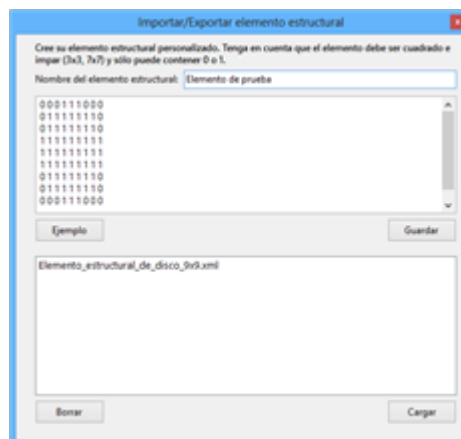 Importar/Exportar elemento estructural
Cree su elemento estructural personalizado. Tenga en cuenta que el elemento debe ser cuadrado e
impar (3x3, 7x7) y sólo puede contener 0 o 1.
Nombre del elemento estructural: Elemento de prueba
000111000
011111110
011111110
111111111
111111111
111111111
011111110
011111110
000111000
Ejemplo
Guardar
Elemento_estructural_de_disco_9x9.xml
Borrar
Cargar